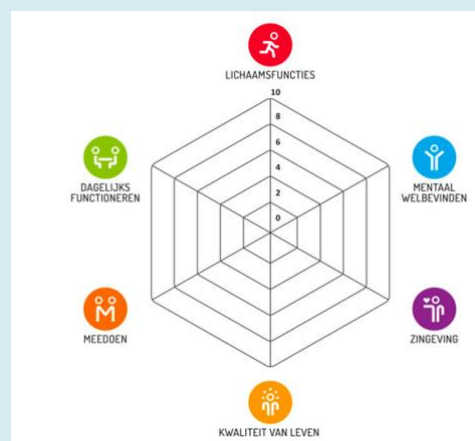 LICHAAMSFUNCTIES
10
8
6
4
2
0
DAGELIJKS
FUNCTIONEREN
MENTAAL
WELBEVINDEN
MEEDOEN
ZINGEVING
KWALITEIT VAN LEVEN